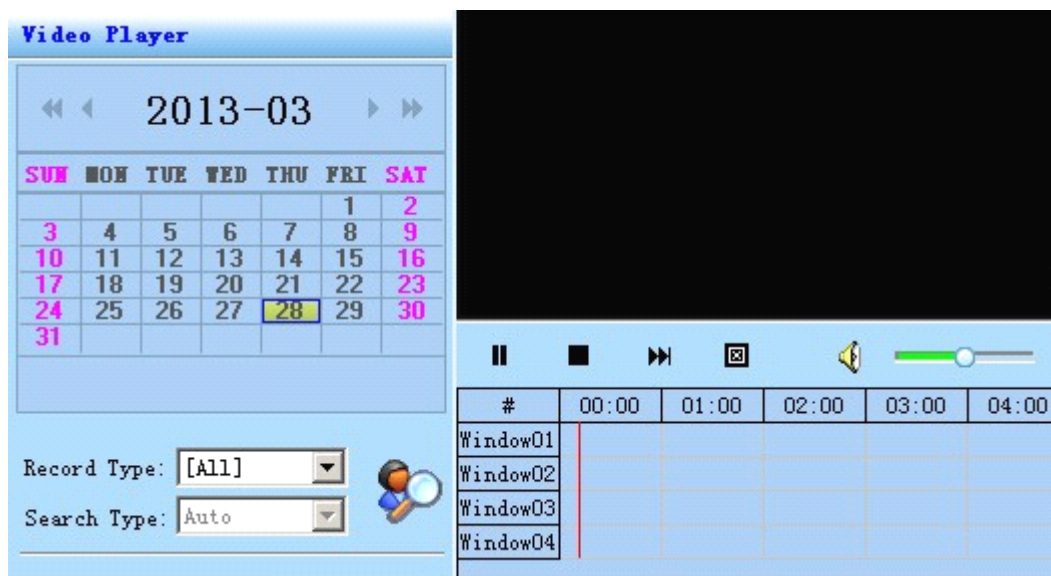 Video Player
2013-03
SUN MON TUE WED THU FRI SAT
1 2
3 4 5 6 7 8 9
10 11 12 13 14 15 16
17 18 19 20 21 22 23
24 25 26 27 28 29 30
31
Record Type: [All]
Search Type: Auto
# 00:00 01:00 02:00 03:00 04:00
Window01
Window02
Window03
Window04